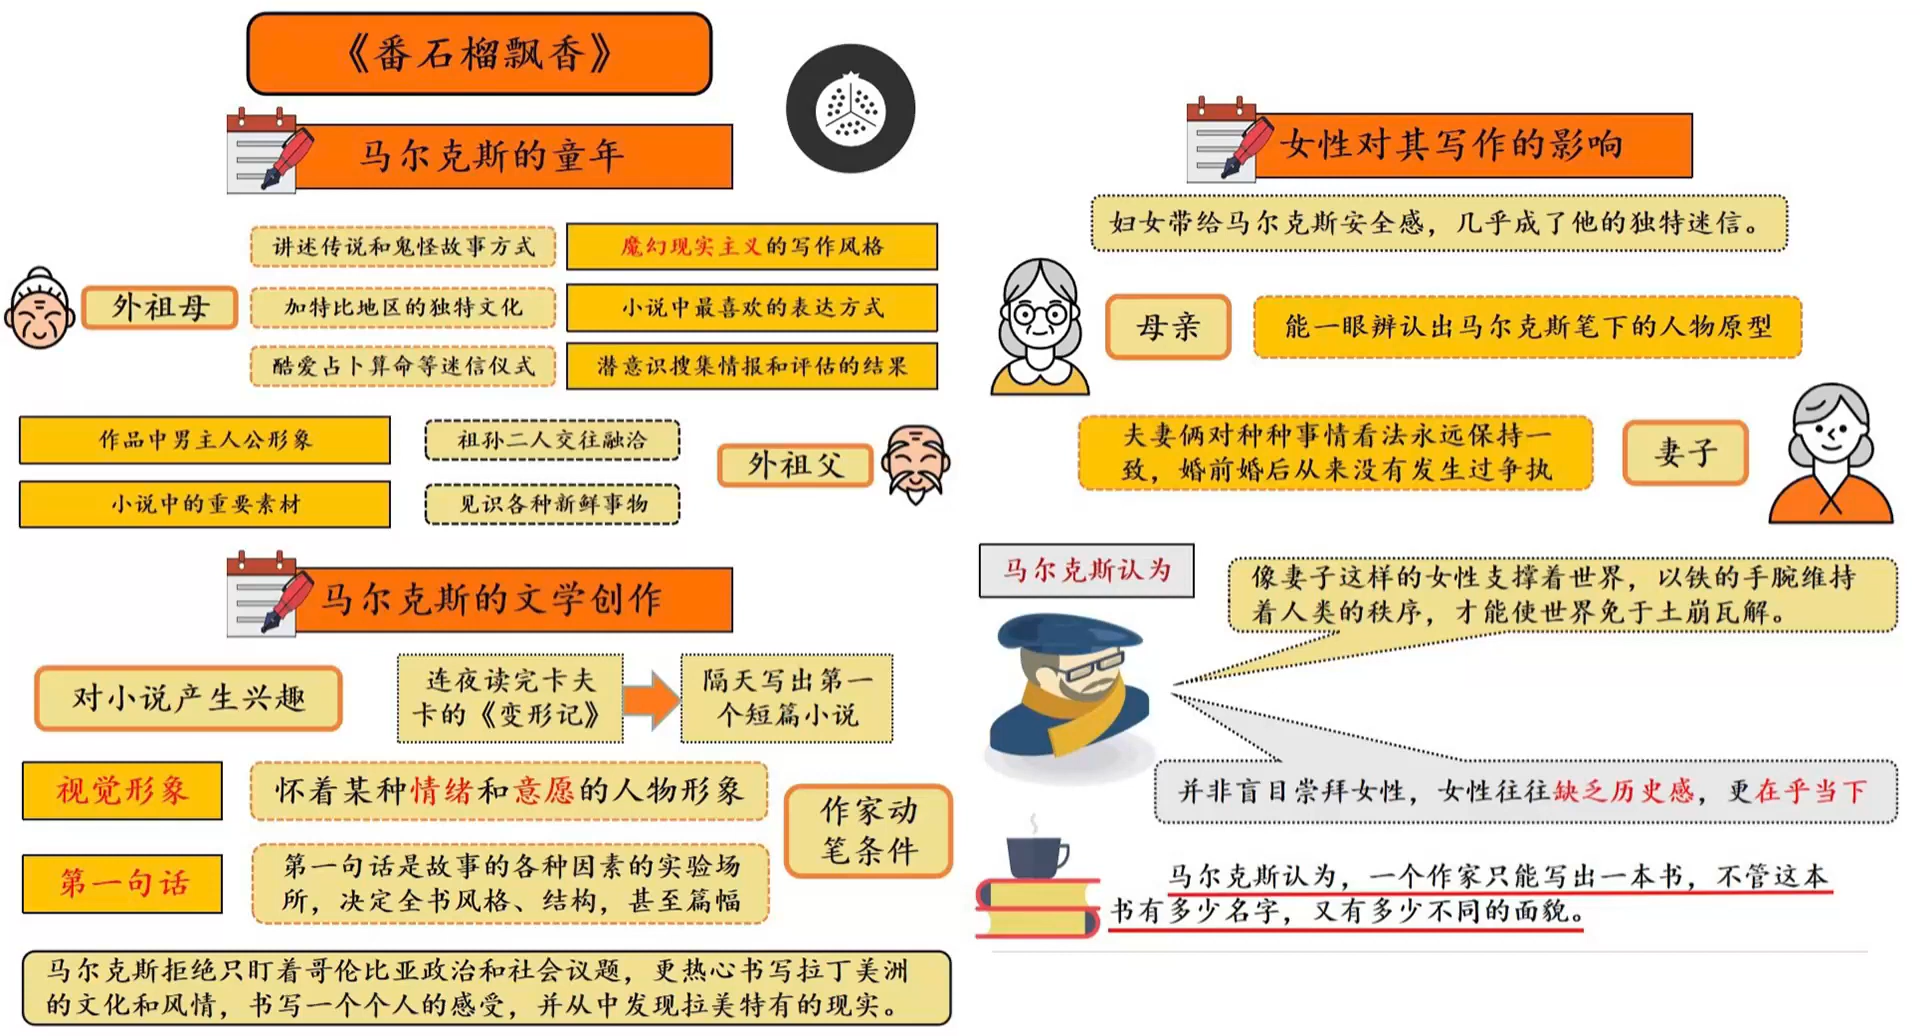 《番石榴飘香》
马尔克斯的童年
外祖母
讲述传说和鬼怪故事方式
魔幻现实主义的写作风格
加特比地区的独特文化
小说中最喜欢的表达方式
酷爱占卜算命等迷信仪式
潜意识搜集情报和评估的结果
作品中男主人公形象
祖孙二人交往融洽
外祖父
小说中的重要素材
见识各种新鲜事物
马尔克斯的文学创作
对小说产生兴趣
连夜读完卡夫
卡的《变形记》
隔天写出第一
个短篇小说
视觉形象
怀着某种情绪和意愿的人物形象
作家动
笔条件
第一句话
第一句话是故事的各种因素的实验场
所，决定全书风格、结构，甚至篇幅
马尔克斯拒绝只盯着哥伦比亚政治和社会议题，更热心书写拉丁美洲
的文化和风情，书写一个个人的感受，并从中发现拉美特有的现实。
女性对其写作的影响
妇女带给马尔克斯安全感，几乎成了他的独特迷信。
母亲
能一眼辨认出马尔克斯笔下的人物原型
夫妻俩对种种事情看法永远保持一
致，婚前婚后从来没有发生过争执
妻子
马尔克斯认为
像妻子这样的女性支撑着世界，以铁的手腕维持
着人类的秩序，才能使世界免于土崩瓦解。
并非盲目崇拜女性，女性往往缺乏历史感，更在乎当下
马尔克斯认为，一个作家只能写出一本书，不管这本
书有多少名字，又有多少不同的面貌。